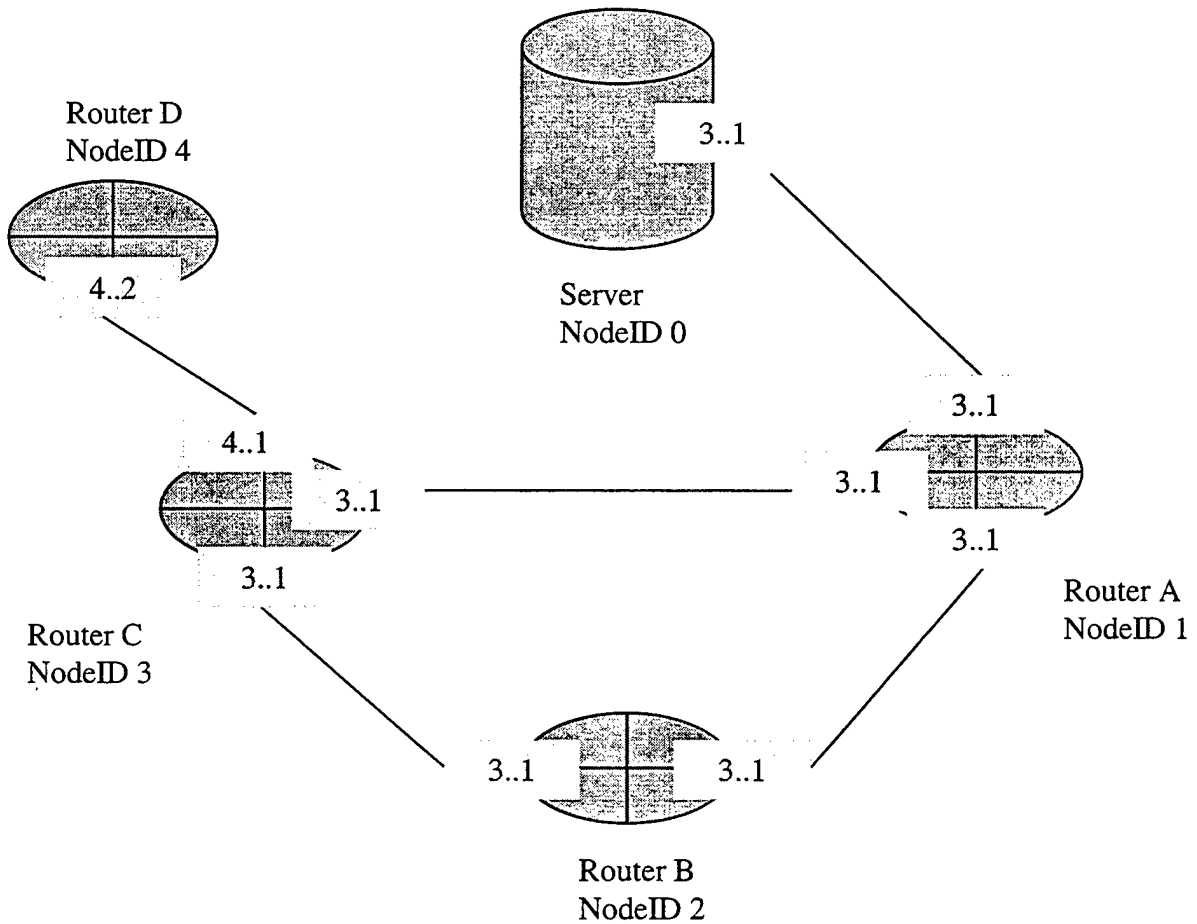 Router D
NodeID 4
3..1
4..2
Server
NodeID 0
3..1
4..1
3..1
3..1
3..1
3..1
Router A
NodeID 1
Router C
NodeID 3
3..1
3..1
Router B
NodeID 2